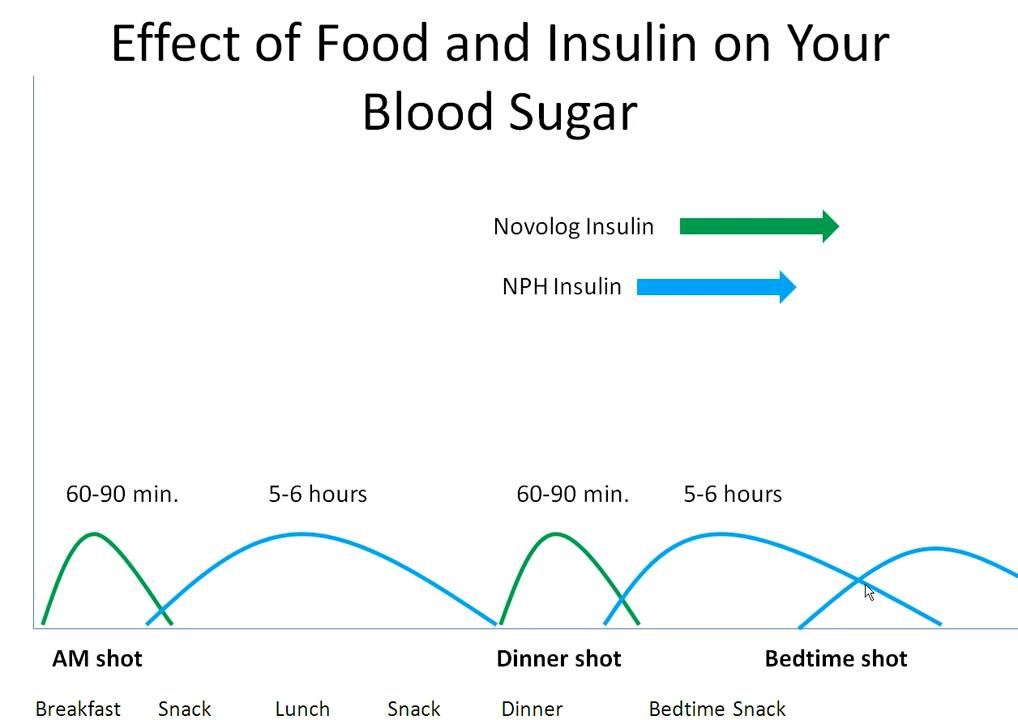 Effect of Food and Insulin on Your
Blood Sugar
Novolog Insulin
NPH Insulin
60-90 min.
5-6 hours
60-90 min.
5-6 hours
AM shot
Dinner shot
Bedtime shot
Breakfast
Snack
Lunch
Snack
Dinner
Bedtime Snack